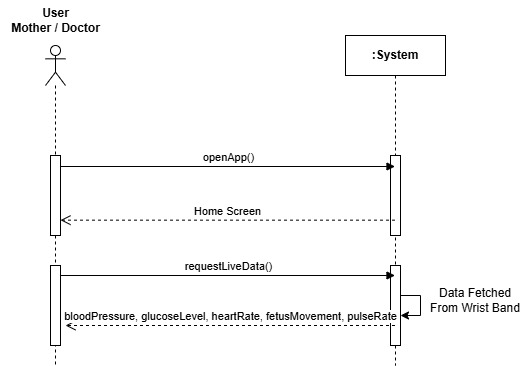 User
Mother / Doctor
:System
openApp()
Home Screen
requestLiveData()
Data Fetched
From Wrist Band
bloodPressure, glucoseLevel, heartRate, fetusMovement, pulseRate